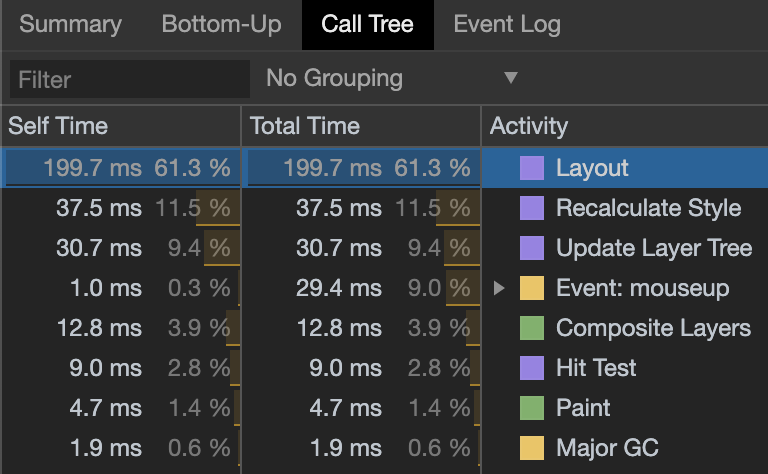 Summary Bottom-Up Call Tree Event Log
Filter No Grouping ▼
Self Time Total Time Activity
199.7 ms 61.3 % 199.7 ms 61.3 % Layout
37.5 ms 11.5 % 37.5 ms 11.5 % Recalculate Style
30.7 ms 9.4 % 30.7 ms 9.4 % Update Layer Tree
1.0 ms 0.3 % 29.4 ms 9.0 % ▶ Event: mouseup
12.8 ms 3.9 % 12.8 ms 3.9 % Composite Layers
9.0 ms 2.8 % 9.0 ms 2.8 % Hit Test
4.7 ms 1.4 % 4.7 ms 1.4 % Paint
1.9 ms 0.6 % 1.9 ms 0.6 % Major GC